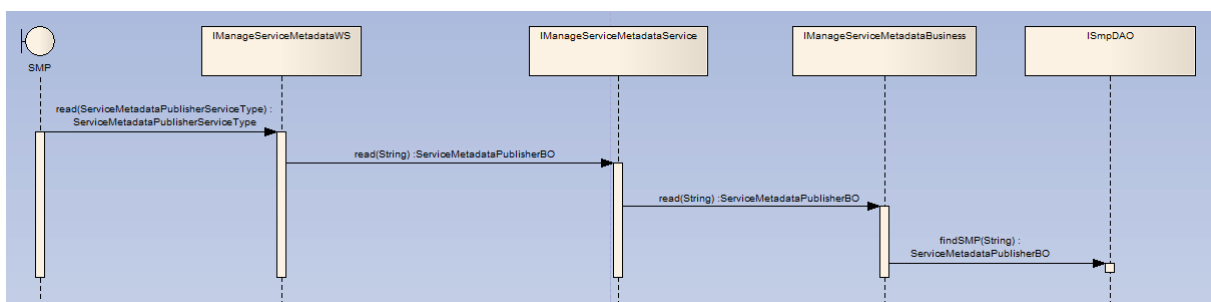 SMP
IManageServiceMetadataWS
IManageServiceMetadataService
IManageServiceMetadataBusiness
ISmpDAO
read(ServiceMetadataPublisherServiceType) :
ServiceMetadataPublisherServiceType
read(String) :ServiceMetadataPublisherBO
read(String) :ServiceMetadataPublisherBO
findSMP(String) :
ServiceMetadataPublisherBO